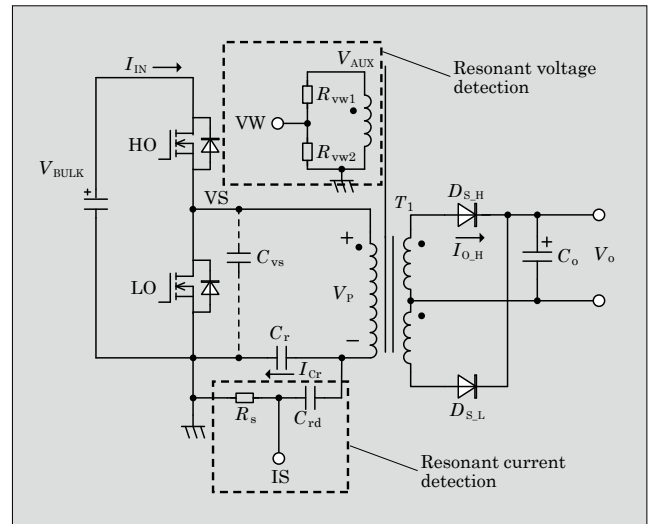 I_IN
V_AUX
Resonant voltage
detection
R_vw1
VW
R_vw2
HO
V_BULK
+
VS
D_S_H
T_1
I_O_H
+
C_o
V_o
+
C_vs
V_P
LO
−
C_r
I_Cr
D_S_L
R_s
C_rd
IS
Resonant current
detection